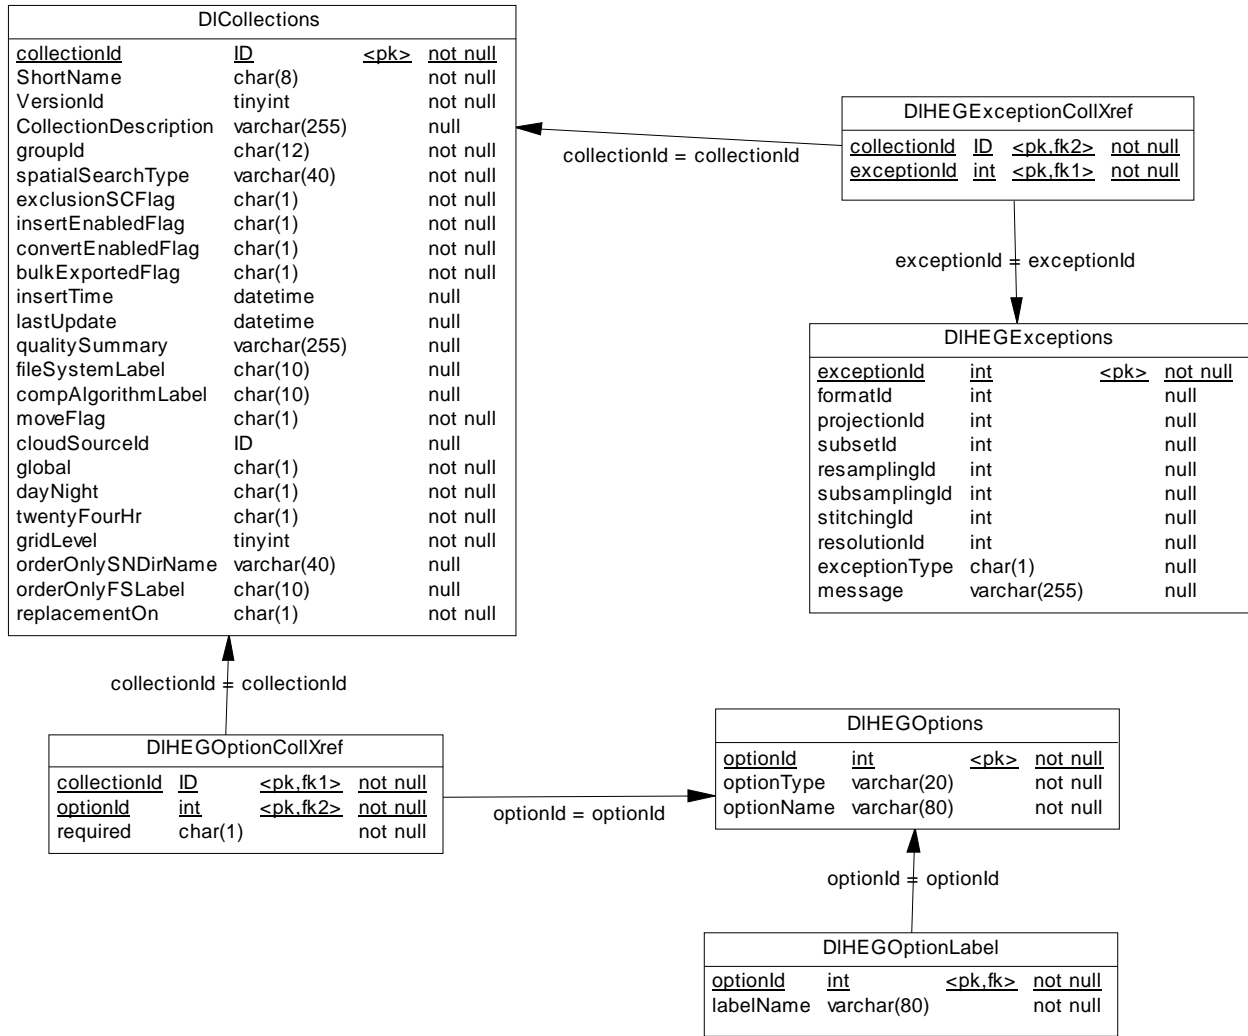 DlCollections
collectionId ID <pk> not null
ShortName char(8) not null
VersionId tinyint not null
CollectionDescription varchar(255) null
groupId char(12) not null
spatialSearchType varchar(40) not null
exclusionSCFlag char(1) not null
insertEnabledFlag char(1) not null
convertEnabledFlag char(1) not null
bulkExportedFlag char(1) not null
insertTime datetime null
lastUpdate datetime null
qualitySummary varchar(255) null
fileSystemLabel char(10) null
compAlgorithmLabel char(10) null
moveFlag char(1) not null
cloudSourceId ID null
global char(1) not null
dayNight char(1) not null
twentyFourHr char(1) not null
gridLevel tinyint not null
orderOnlySNDirName varchar(40) null
orderOnlyFSLabel char(10) null
replacementOn char(1) not null
collectionId = collectionId
DlHEGExceptionCollXref
collectionId ID <pk,fk2> not null
exceptionId int <pk,fk1> not null
exceptionId = exceptionId
DlHEGExceptions
exceptionId int <pk> not null
formatId int null
projectionId int null
subsetId int null
resamplingId int null
subsamplingId int null
stitchingId int null
resolutionId int null
exceptionType char(1) null
message varchar(255) null
collectionId = collectionId
DlHEGOptionCollXref
collectionId ID <pk,fk1> not null
optionId int <pk,fk2> not null
required char(1) not null
optionId = optionId
DlHEGOptions
optionId int <pk> not null
optionType varchar(20) not null
optionName varchar(80) not null
optionId = optionId
DlHEGOptionLabel
optionId int <pk,fk> not null
labelName varchar(80) not null